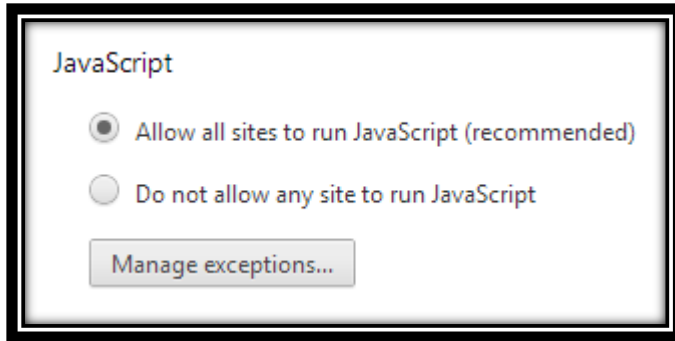 JavaScript
Allow all sites to run JavaScript (recommended)
Do not allow any site to run JavaScript
Manage exceptions...